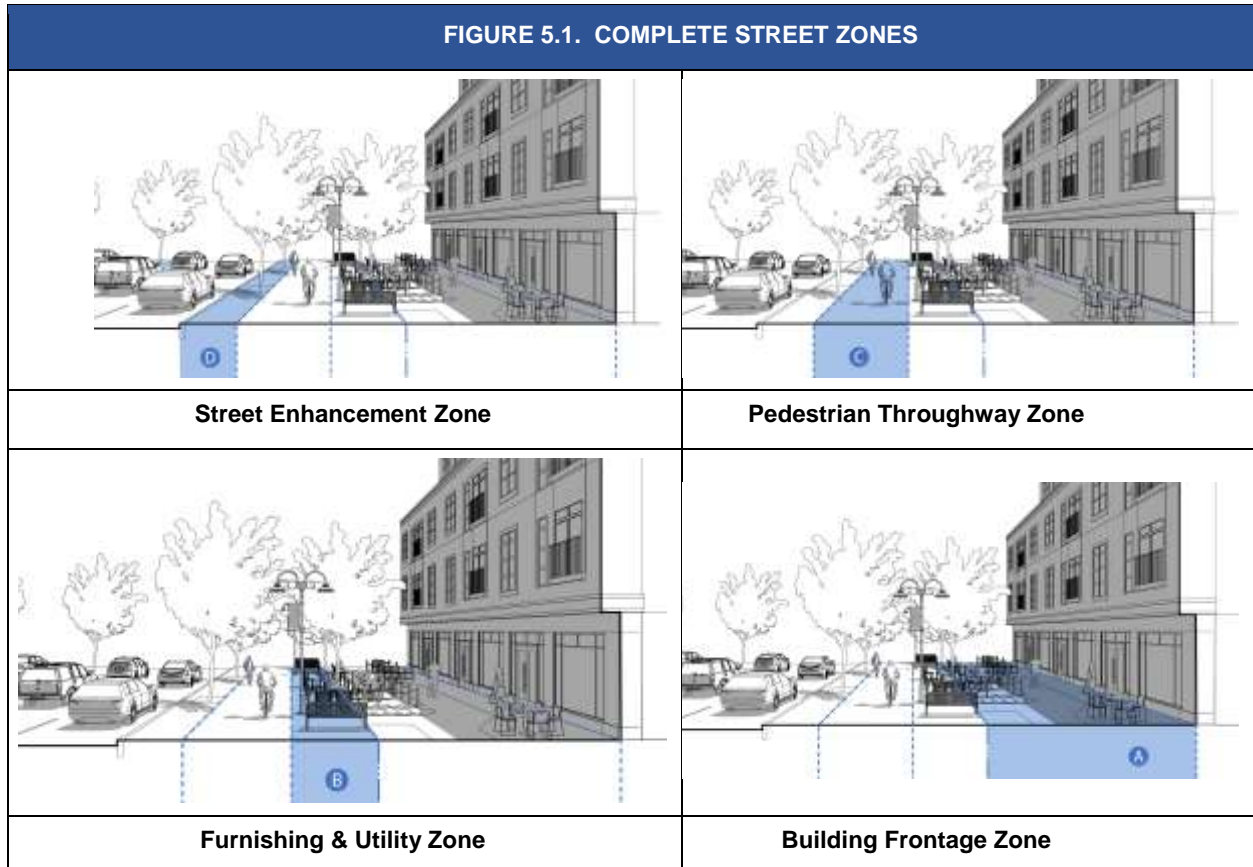 FIGURE 5.1. COMPLETE STREET ZONES
D
C
Street Enhancement Zone
Pedestrian Throughway Zone
B
A
Furnishing & Utility Zone
Building Frontage Zone